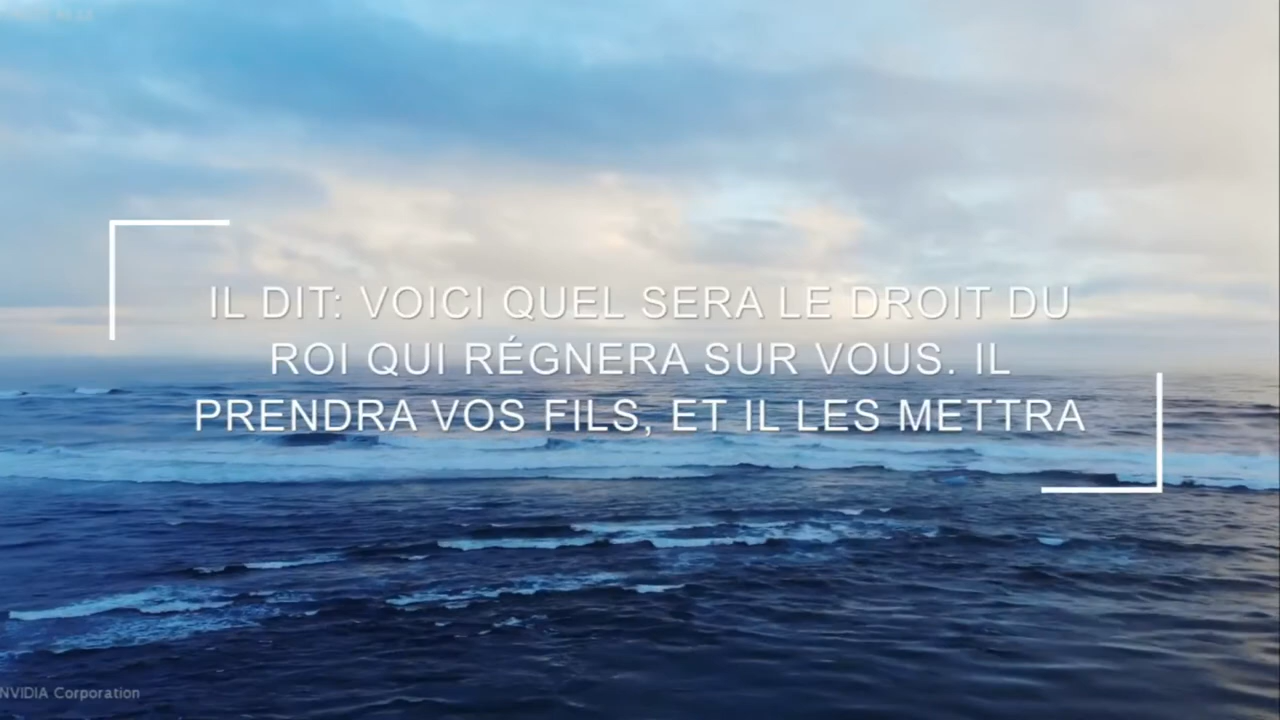 IL DIT: VOICI QUEL SERA LE DROIT DU
ROI QUI RÉGNERA SUR VOUS. IL
PRENDRA VOS FILS, ET IL LES METTRA
NVIDIA Corporation